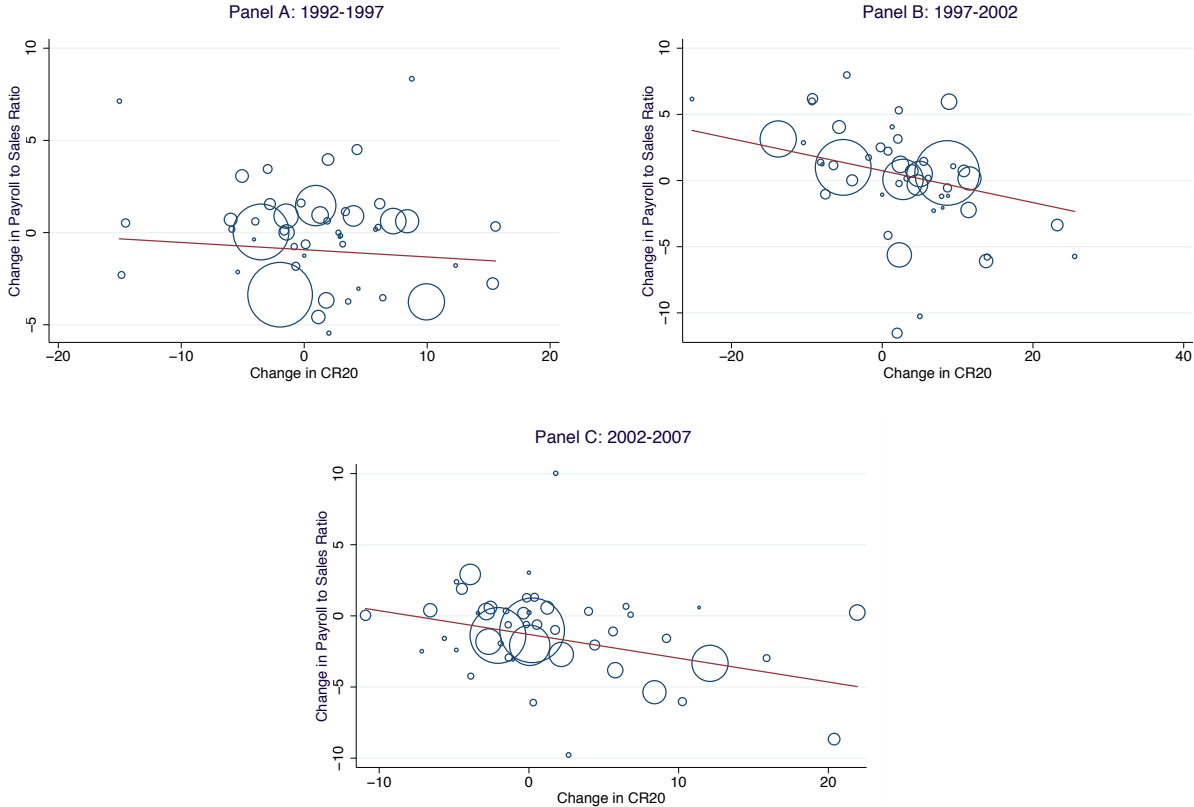 Panel A: 1992-1997
Change in Payroll to Sales Ratio
10
5
0
−5
−20 −10 0 10 20
Change in CR20
Panel B: 1997-2002
Change in Payroll to Sales Ratio
10
5
0
−5
−10
−20 0 20 40
Change in CR20
Panel C: 2002-2007
Change in Payroll to Sales Ratio
10
5
0
−5
−10
−10 0 10 20
Change in CR20